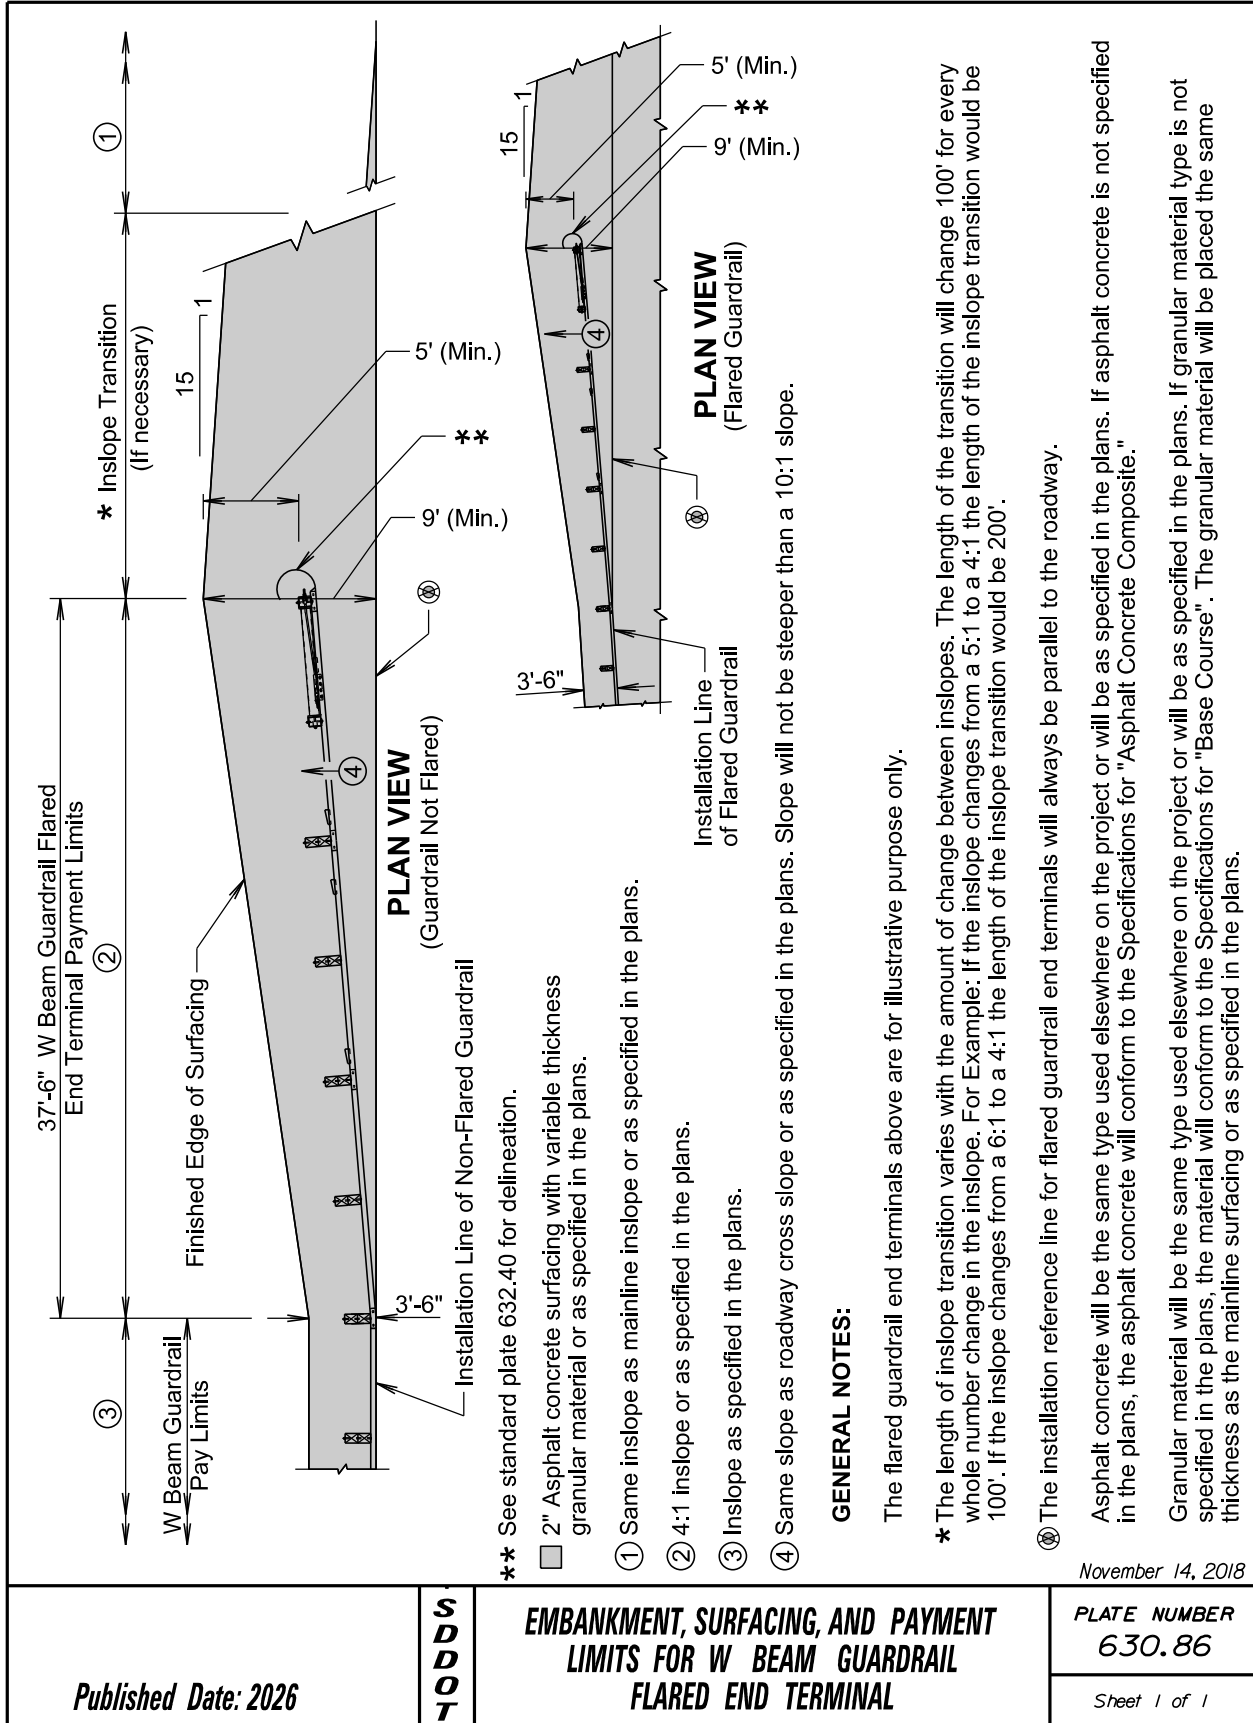 37'-6" W Beam Guardrail Flared
End Terminal Payment Limits
* Inslope Transition
(If necessary)
W Beam Guardrail
Pay Limits
3
2
1
Finished Edge of Surfacing
15
1
5' (Min.)
**
9' (Min.)
3'-6"
4
Installation Line of Non-Flared Guardrail
PLAN VIEW
(Guardrail Not Flared)
15
1
5' (Min.)
**
9' (Min.)
4
3'-6"
Installation Line
of Flared Guardrail
PLAN VIEW
(Flared Guardrail)
** See standard plate 632.40 for delineation.
2" Asphalt concrete surfacing with variable thickness
granular material or as specified in the plans.
1 Same inslope as mainline inslope or as specified in the plans.
2 4:1 inslope or as specified in the plans.
3 Inslope as specified in the plans.
4 Same slope as roadway cross slope or as specified in the plans. Slope will not be steeper than a 10:1 slope.
GENERAL NOTES:
The flared guardrail end terminals above are for illustrative purpose only.
* The length of inslope transition varies with the amount of change between inslopes. The length of the transition will change 100' for every
whole number change in the inslope. For Example: If the inslope changes from a 5:1 to a 4:1 the length of the inslope transition would be
100'. If the inslope changes from a 6:1 to a 4:1 the length of the inslope transition would be 200'.
The installation reference line for flared guardrail end terminals will always be parallel to the roadway.
Asphalt concrete will be the same type used elsewhere on the project or will be as specified in the plans. If asphalt concrete is not specified
in the plans, the asphalt concrete will conform to the Specifications for "Asphalt Concrete Composite."
Granular material will be the same type used elsewhere on the project or will be as specified in the plans. If granular material type is not
specified in the plans, the material will conform to the Specifications for "Base Course". The granular material will be placed the same
thickness as the mainline surfacing or as specified in the plans.
November 14, 2018
Published Date: 2026
S
D
D
O
T
EMBANKMENT, SURFACING, AND PAYMENT
LIMITS FOR W BEAM GUARDRAIL
FLARED END TERMINAL
PLATE NUMBER
630.86
Sheet 1 of 1